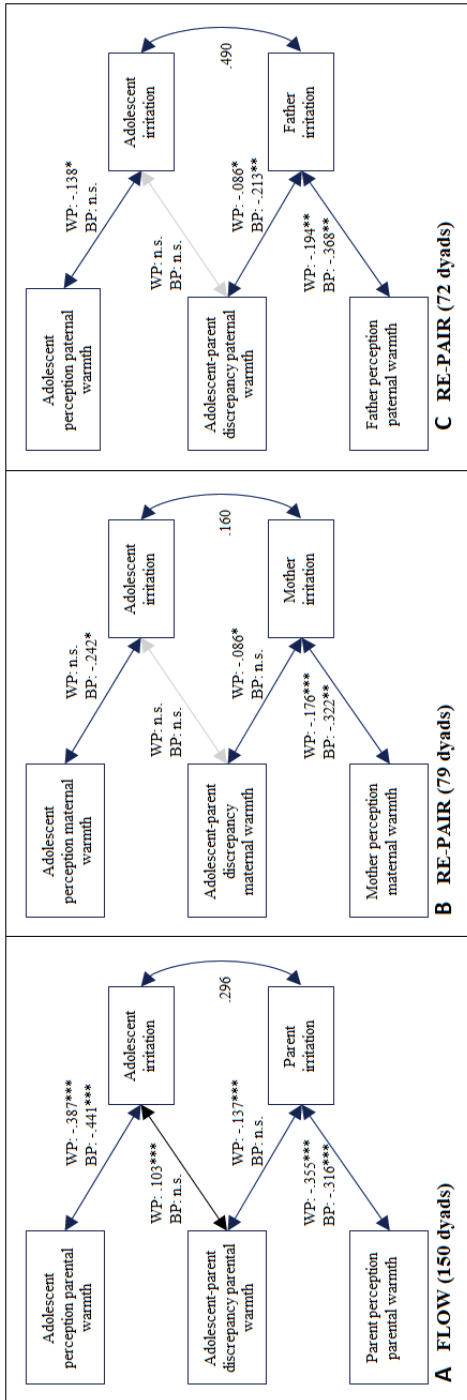 Adolescent
perception parental
warmth
WP: -.387***
BP: -.441***
Adolescent
irritation
WP: .103***
BP: n.s.
.296
Adolescent-parent
discrepancy parental
warmth
WP: -.137***
BP: n.s.
Parent
irritation
WP: -.355***
BP: -.316***
Parent perception
parental warmth
A FLOW (150 dyads)
Adolescent
perception maternal
warmth
WP: n.s.
BP: -.242*
Adolescent
irritation
WP: n.s.
BP: n.s.
.160
Adolescent-parent
discrepancy
maternal warmth
WP: -.086*
BP: n.s.
Mother
irritation
WP: -.176***
BP: -.322**
Mother perception
maternal warmth
B RE-PAIR (79 dyads)
Adolescent
perception paternal
warmth
WP: -.138*
BP: n.s.
Adolescent
irritation
WP: n.s.
BP: n.s.
.490
Adolescent-parent
discrepancy paternal
warmth
WP: -.086*
BP: -.213**
Father
irritation
WP: -.194**
BP: -.368**
Father perception
paternal warmth
C RE-PAIR (72 dyads)